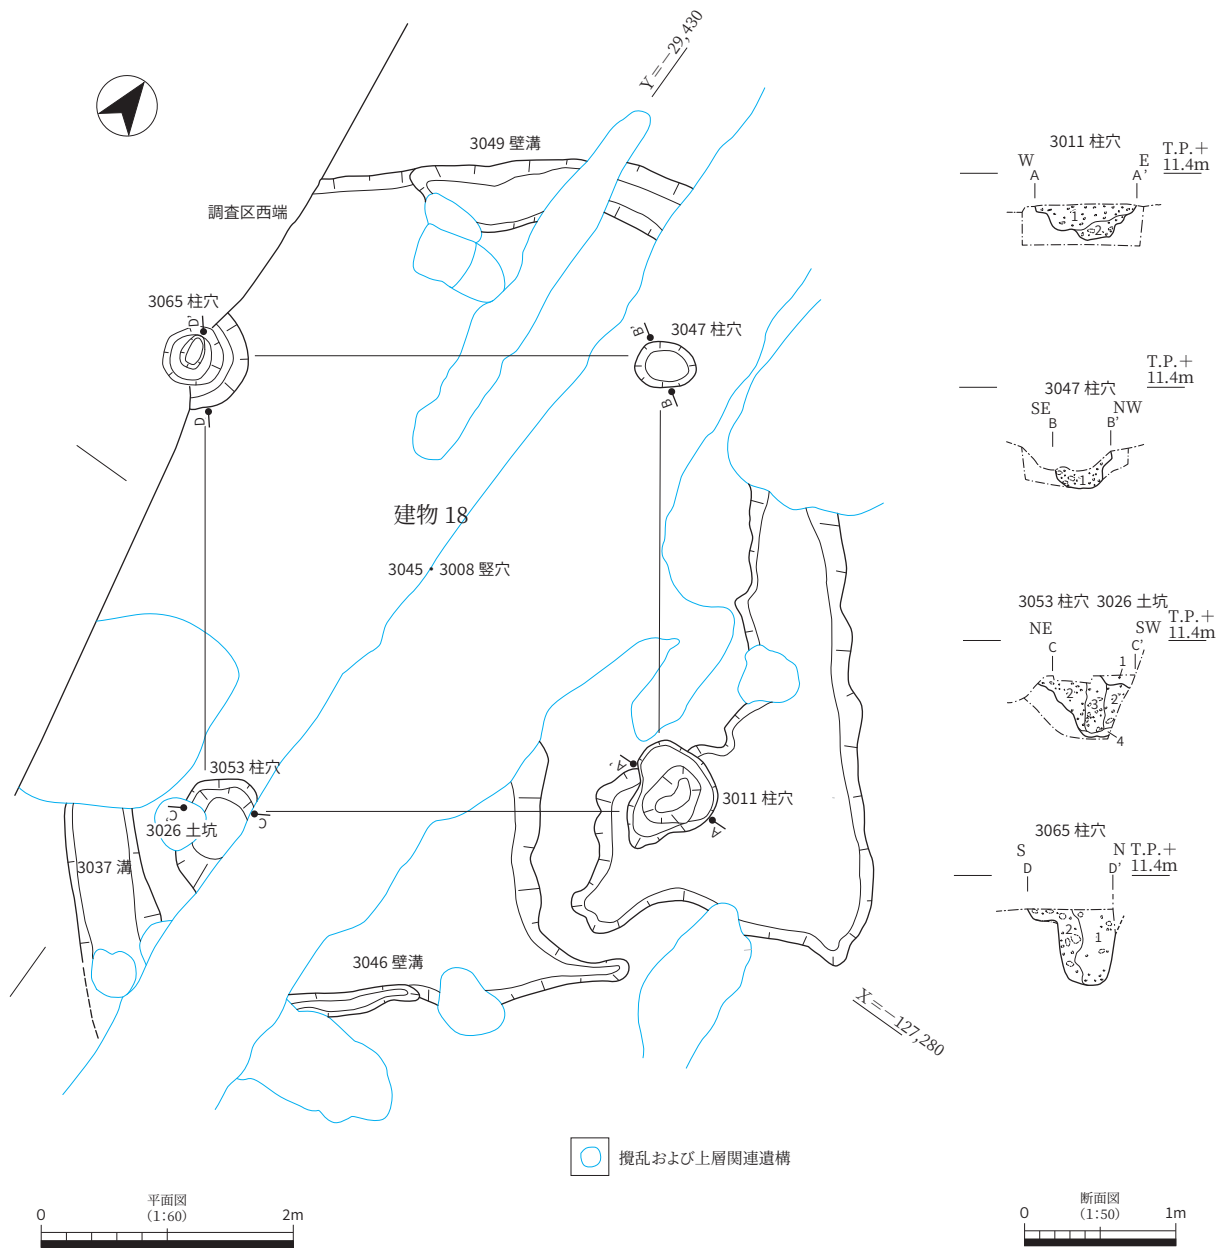 Y＝−29,430
3049 壁溝
調査区西端
3065 柱穴
D’
D
3047 柱穴
B’
B
建物 18
3045・3008 竪穴
3053 柱穴
C’
C
3026 土坑
3037 溝
A’
A
3011 柱穴
3046 壁溝
X＝−127,280
3011 柱穴
W
E
A
A’
T.P.＋
11.4m
1
2
3047 柱穴
SE
NW
B
B’
T.P.＋
11.4m
1
3053 柱穴 3026 土坑
NE
SW
C
C’
T.P.＋
11.4m
1
2
3
2
4
3065 柱穴
S
N
D
D’
T.P.＋
11.4m
2
1
攪乱および上層関連遺構
平面図
（1:60）
0
2m
断面図
（1:50）
0
1m